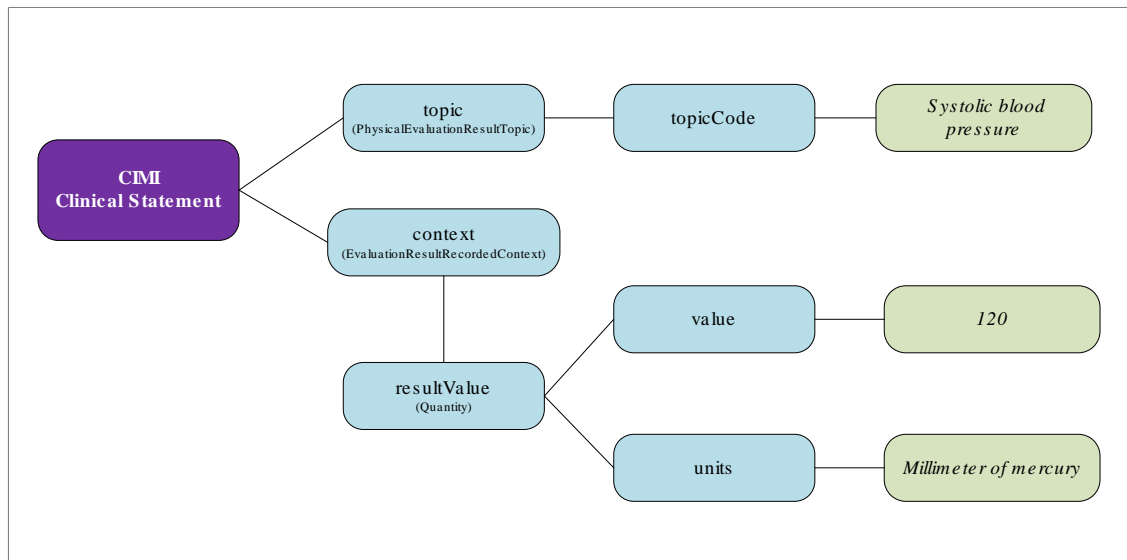 CIMI
Clinical Statement
topic
(PhysicalEvaluationResultTopic)
topicCode
Systolic blood
pressure
context
(EvaluationResultRecordedContext)
resultValue
(Quantity)
value
120
units
Millimeter of mercury